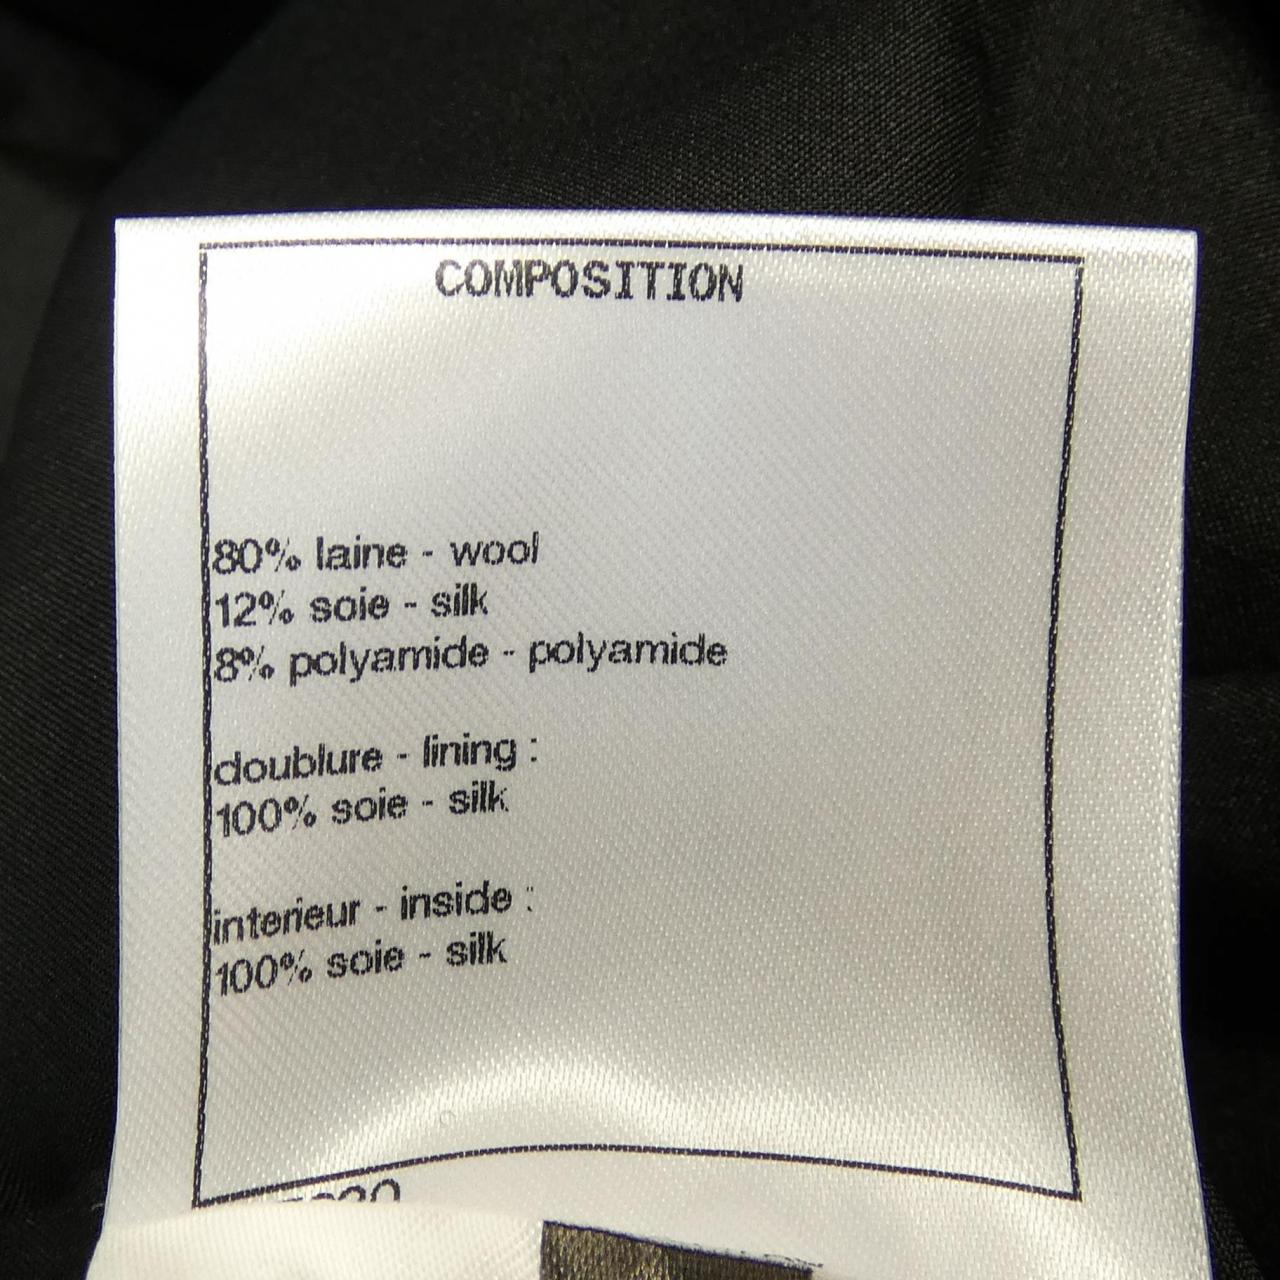 COMPOSITION
80% laine - wool
12% soie - silk
8% polyamide - polyamide
doublure - lining :
100% soie - silk
interieur - inside :
100% soie - silk